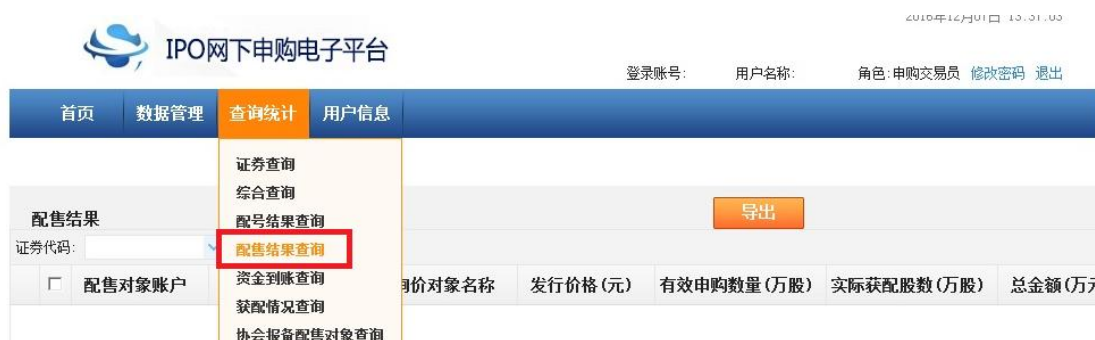 2016年12月01日 13:37:03
IPO网下申购电子平台
登录账号: 用户名称: 角色:申购交易员 修改密码 退出
首页 数据管理 查询统计 用户信息
证券查询
综合查询
配售结果 导出
配号结果查询
证券代码:
配售结果查询
配售对象账户 询价对象名称 发行价格(元) 有效申购数量(万股) 实际获配股数(万股) 总金额(万元
资金到账查询
获配情况查询
协会报备配售对象查询